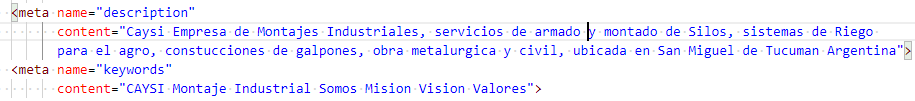 <meta name="description"
content="Caysi Empresa de Montajes Industriales, servicios de armado y montado de Silos, sistemas de Riego
para el agro, constucciones de galpones, obra metalurgica y civil, ubicada en San Miguel de Tucuman Argentina">
<meta name="keywords"
content="CAYSI Montaje Industrial Somos Mision Vision Valores">